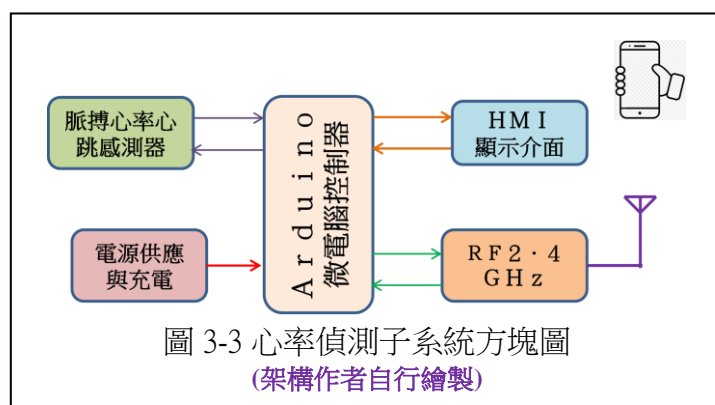 脈搏心率心
跳感測器
Arduino
微電腦控制器
HMI
顯示介面
電源供應
與充電
RF2．4
GHz
圖 3-3 心率偵測子系統方塊圖
(架構作者自行繪製)